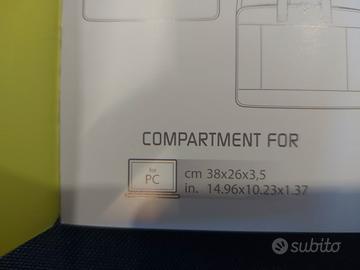 COMPARTMENT FOR
for
PC
cm 38x26x3,5
in. 14.96x10.23x1.37
subito